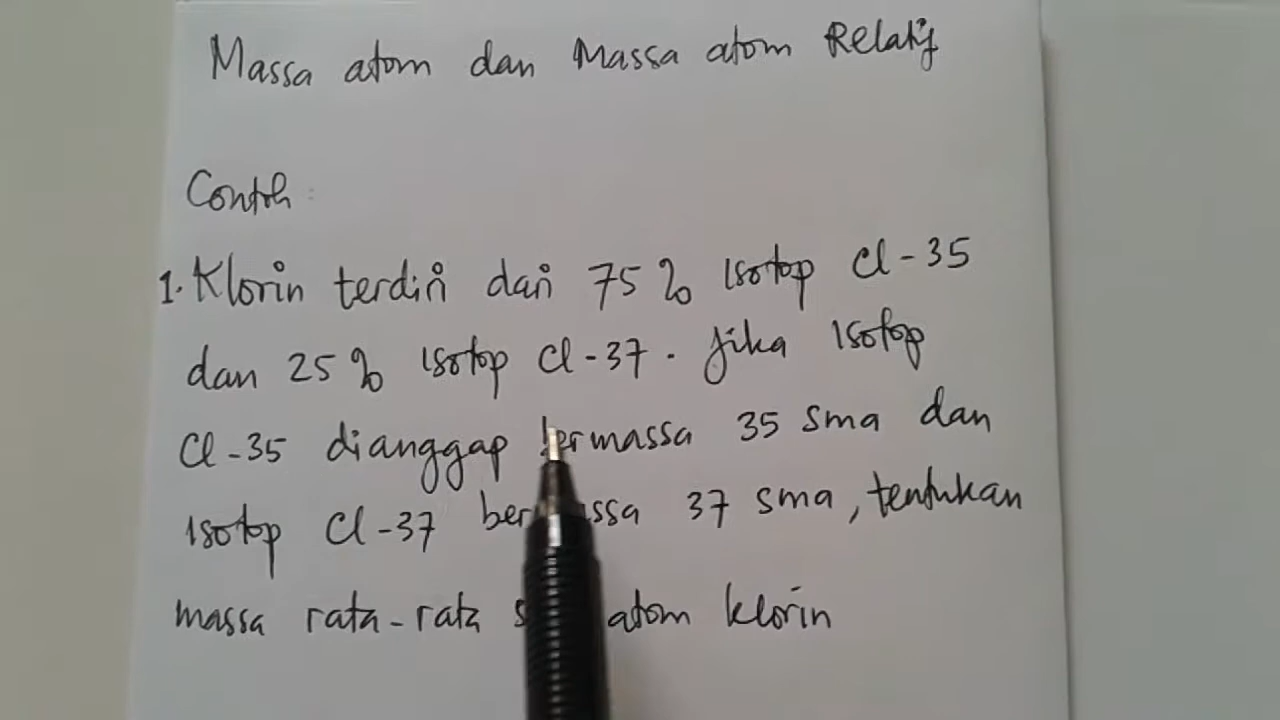 Massa atom dan Massa atom Relatif
Contoh :
1. Klorin terdiri dari 75% Isotop Cl-35
dan 25% isotop Cl-37. Jika Isotop
Cl-35 dianggap bermassa 35 sma dan
Isotop Cl-37 bermassa 37 sma, tentukan
massa rata-rata atom klorin